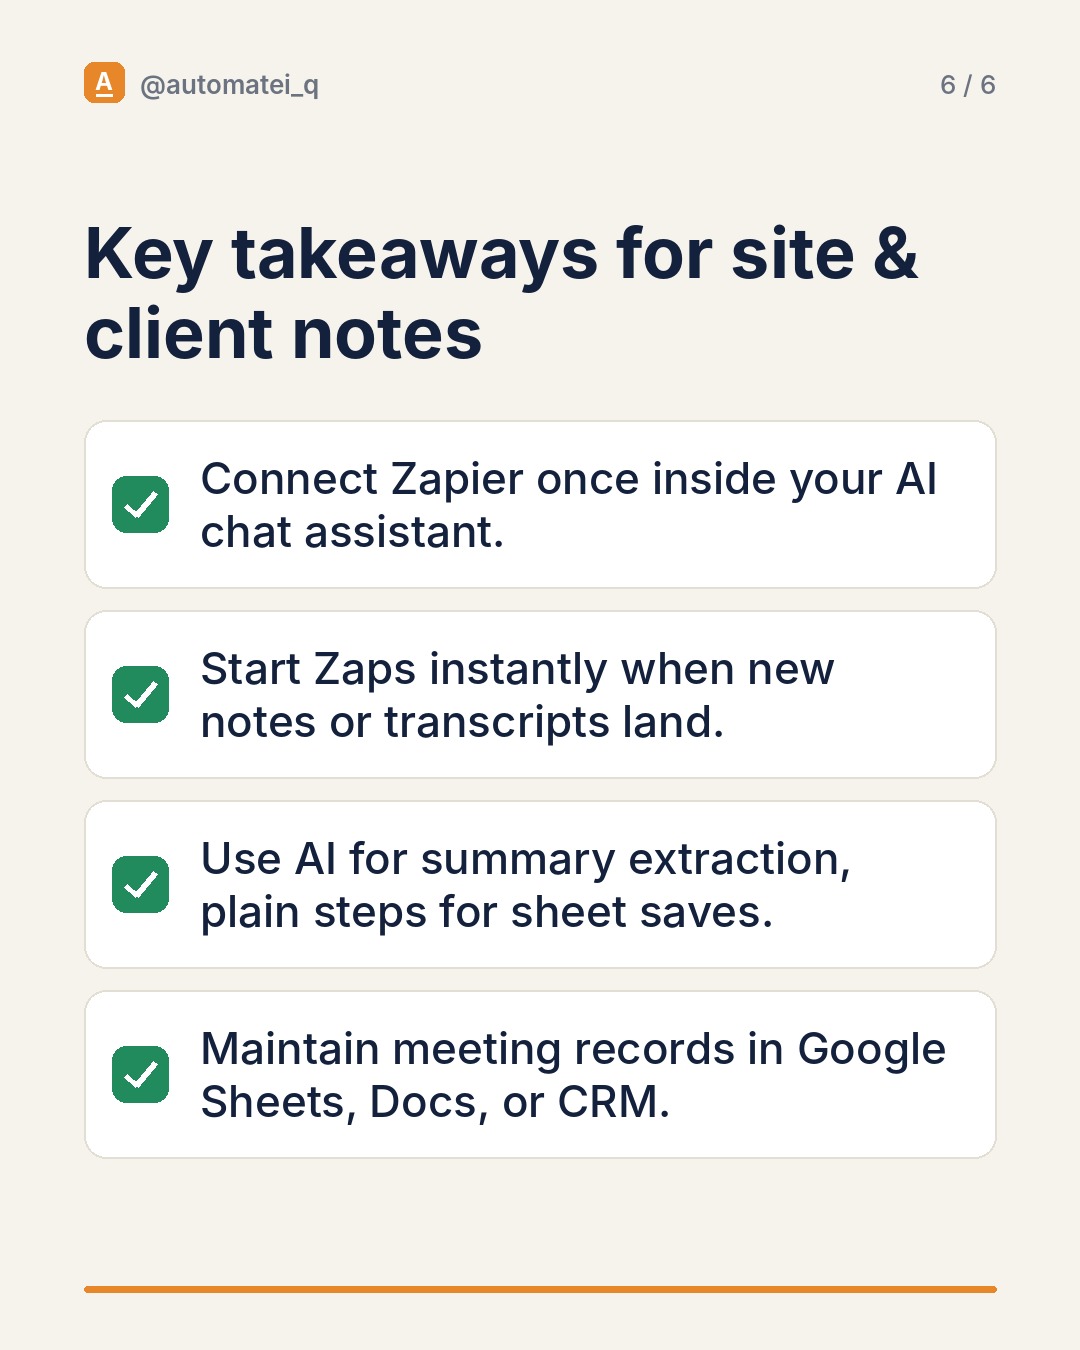 A
@automatei_q
6 / 6
Key takeaways for site &
client notes
Connect Zapier once inside your AI
chat assistant.
Start Zaps instantly when new
notes or transcripts land.
Use AI for summary extraction,
plain steps for sheet saves.
Maintain meeting records in Google
Sheets, Docs, or CRM.